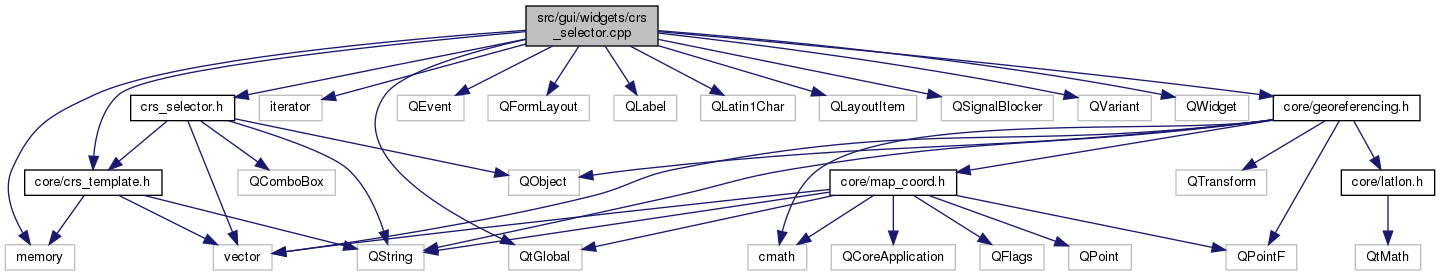 src/gui/widgets/crs
_selector.cpp
crs_selector.h
iterator
QEvent
QFormLayout
QLabel
QLatin1Char
QLayoutItem
QSignalBlocker
QVariant
QWidget
core/georeferencing.h
core/crs_template.h
QComboBox
QObject
core/map_coord.h
QTransform
core/latlon.h
memory
vector
QString
QtGlobal
cmath
QCoreApplication
QFlags
QPoint
QPointF
QtMath